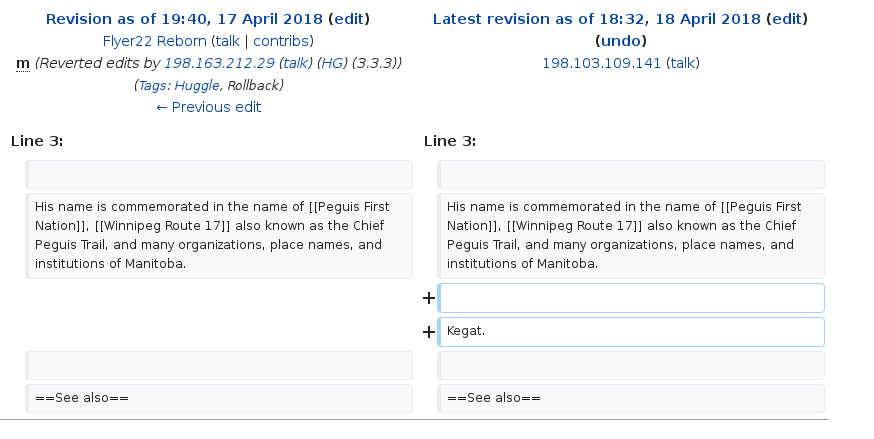 Revision as of 19:40, 17 April 2018 (edit)
Flyer22 Reborn (talk | contribs)
m (Reverted edits by 198.163.212.29 (talk) (HG) (3.3.3))
(Tags: Huggle, Rollback)
← Previous edit
Latest revision as of 18:32, 18 April 2018 (edit)
(undo)
198.103.109.141 (talk)
Line 3:
Line 3:
His name is commemorated in the name of [[Peguis First
Nation]], [[Winnipeg Route 17]] also known as the Chief
Peguis Trail, and many organizations, place names, and
institutions of Manitoba.
His name is commemorated in the name of [[Peguis First
Nation]], [[Winnipeg Route 17]] also known as the Chief
Peguis Trail, and many organizations, place names, and
institutions of Manitoba.
+
+ Kegat.
==See also==
==See also==